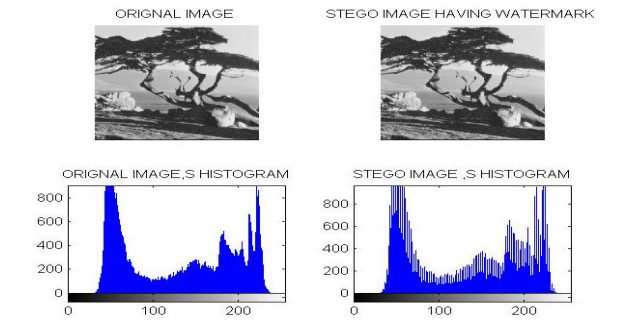 ORIGNAL IMAGE
STEGO IMAGE HAVING WATERMARK
ORIGNAL IMAGE,S HISTOGRAM
800
600
400
200
0
0 100 200
STEGO IMAGE ,S HISTOGRAM
800
600
400
200
0
0 100 200